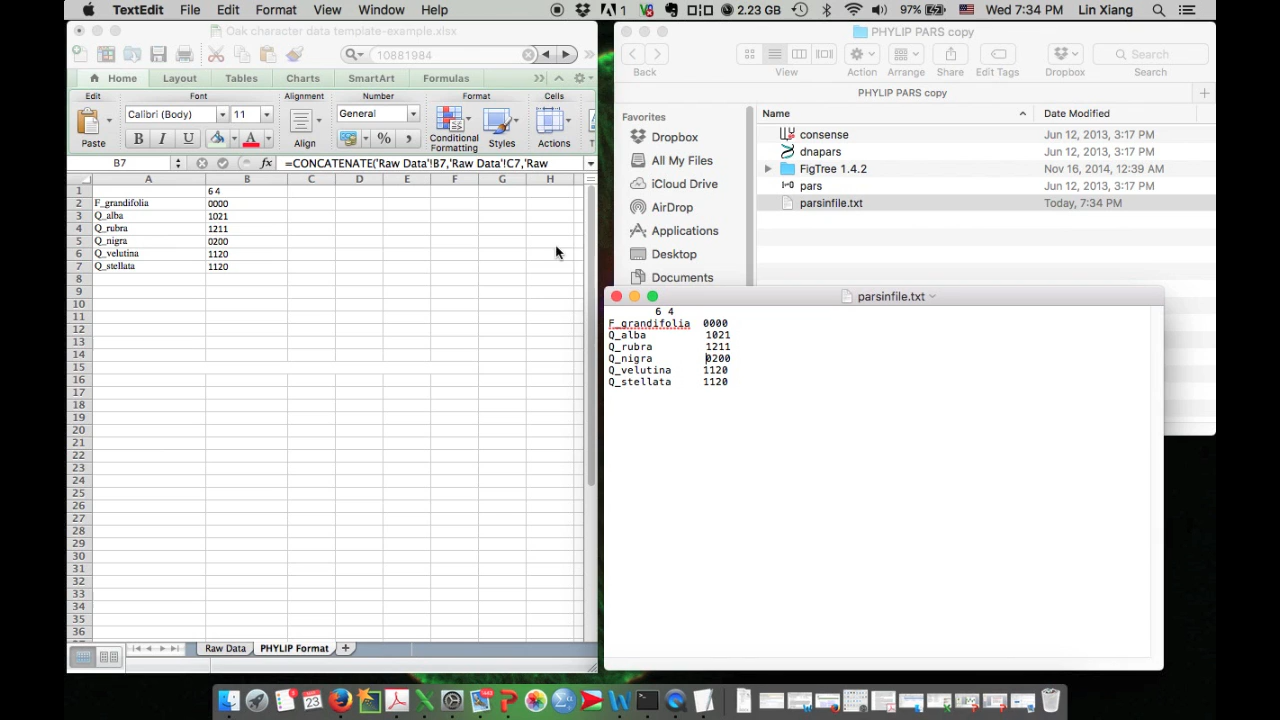 TextEdit File Edit Format View Window Help 1 2.23 GB 97% Wed 7:34 PM Lin Xiang
Oak character data template-example.xlsx
10881984
Home Layout Tables Charts SmartArt Formulas
Edit Font Alignment Number Format Cells
Calibri (Body) 11 General
B I U A %
Paste Align Conditional Formatting Styles Actions
B7 fx =CONCATENATE('Raw Data'!B7,'Raw Data'!C7,'Raw
A B C D E F G H
1 6 4
2 F_grandifolia 0000
3 Q_alba 1021
4 Q_rubra 1211
5 Q_nigra 0200
6 Q_velutina 1120
7 Q_stellata 1120
8
9
10
11
12
13
14
15
16
17
18
19
20
21
22
23
24
25
26
27
28
29
30
31
32
33
34
35
36
Raw Data PHYLIP Format
PHYLIP PARS copy
Search
Back View Action Arrange Share Edit Tags Dropbox Search
PHYLIP PARS copy
Favorites
Dropbox
All My Files
iCloud Drive
AirDrop
Applications
Desktop
Documents
Name Date Modified
consense Jun 12, 2013, 3:17 PM
dnapars Jun 12, 2013, 3:17 PM
FigTree 1.4.2 Nov 16, 2014, 12:39 AM
pars Jun 12, 2013, 3:17 PM
parsinfile.txt Today, 7:34 PM
parsinfile.txt
6 4
F_grandifolia 0000
Q_alba 1021
Q_rubra 1211
Q_nigra 0200
Q_velutina 1120
Q_stellata 1120